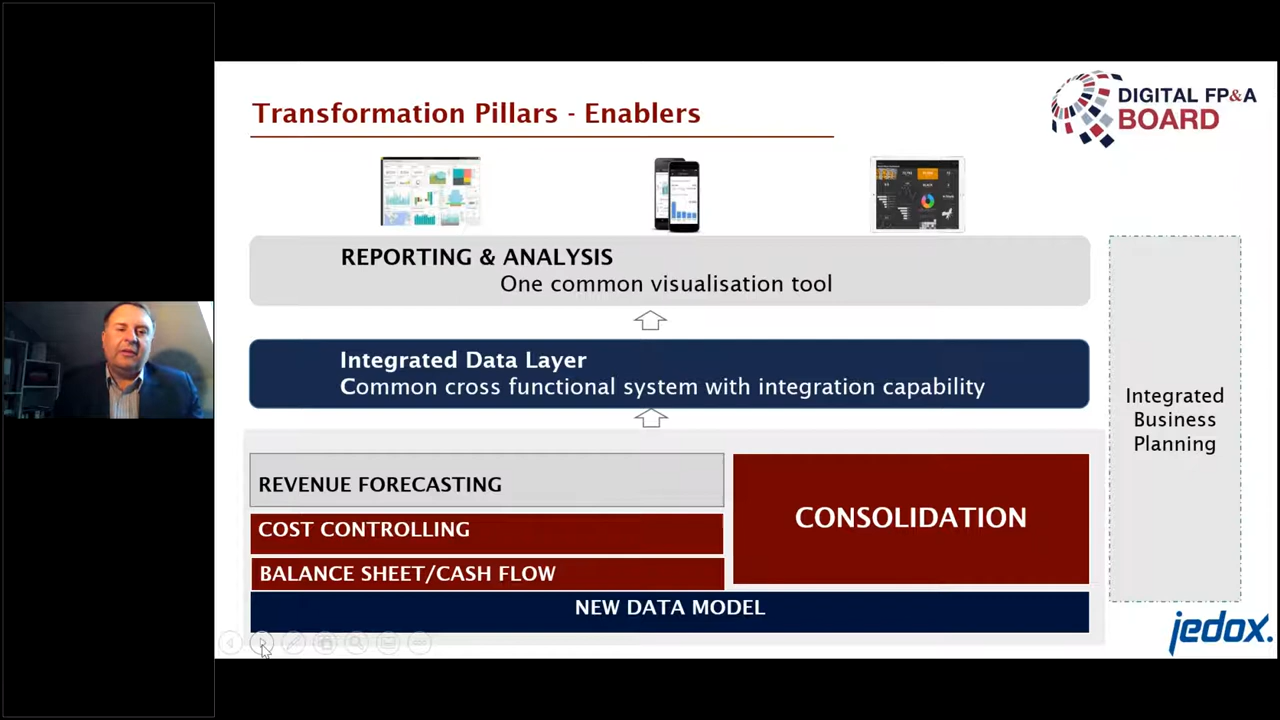 Transformation Pillars - Enablers
DIGITAL FP&A
BOARD
REPORTING & ANALYSIS
One common visualisation tool
Integrated Data Layer
Common cross functional system with integration capability
Integrated
Business
Planning
REVENUE FORECASTING
COST CONTROLLING
BALANCE SHEET/CASH FLOW
CONSOLIDATION
NEW DATA MODEL
jedox.